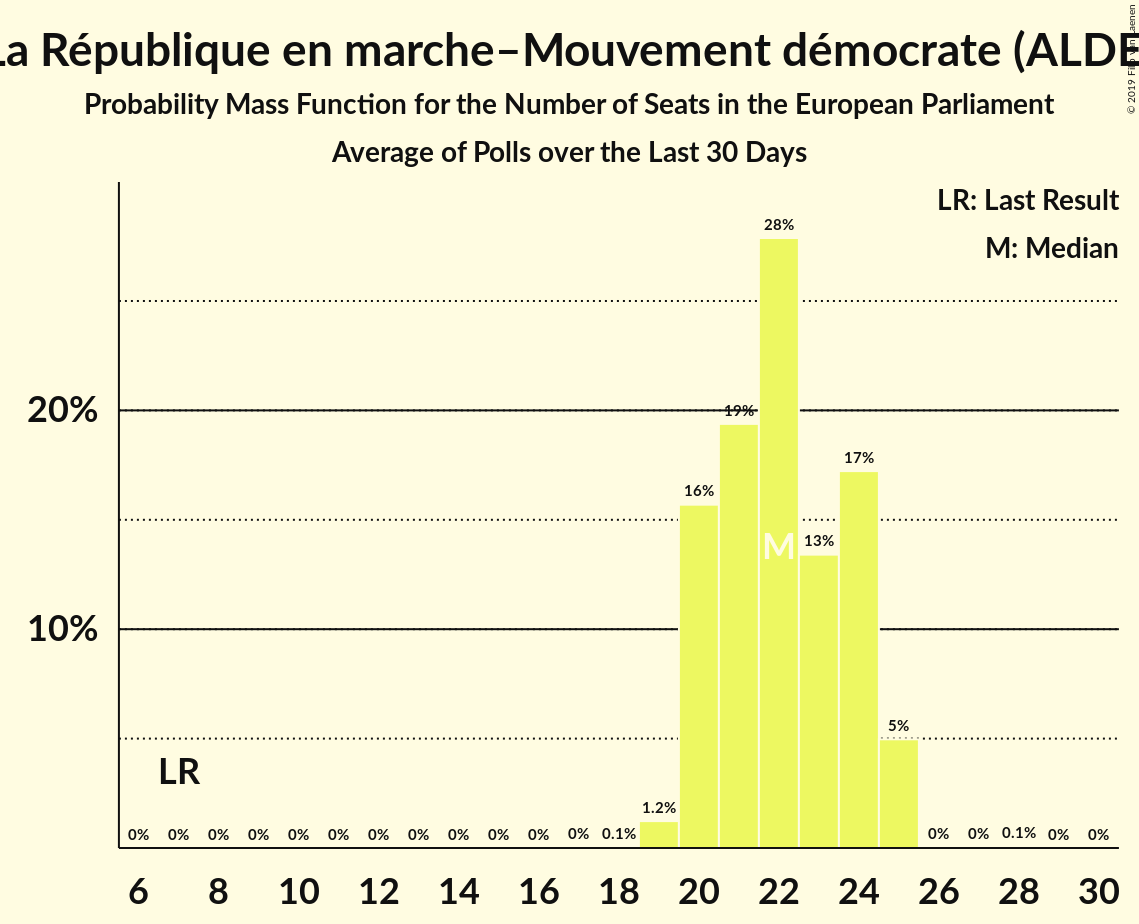 La République en marche–Mouvement démocrate (ALDE
Probability Mass Function for the Number of Seats in the European Parliament
Average of Polls over the Last 30 Days
LR: Last Result
M: Median
28%
20%
19%
17%
16%
M
13%
10%
5%
LR
1.2%
0% 0% 0% 0% 0% 0% 0% 0% 0% 0% 0% 0% 0.1% 0% 0% 0.1% 0% 0%
6 8 10 12 14 16 18 20 22 24 26 28 30